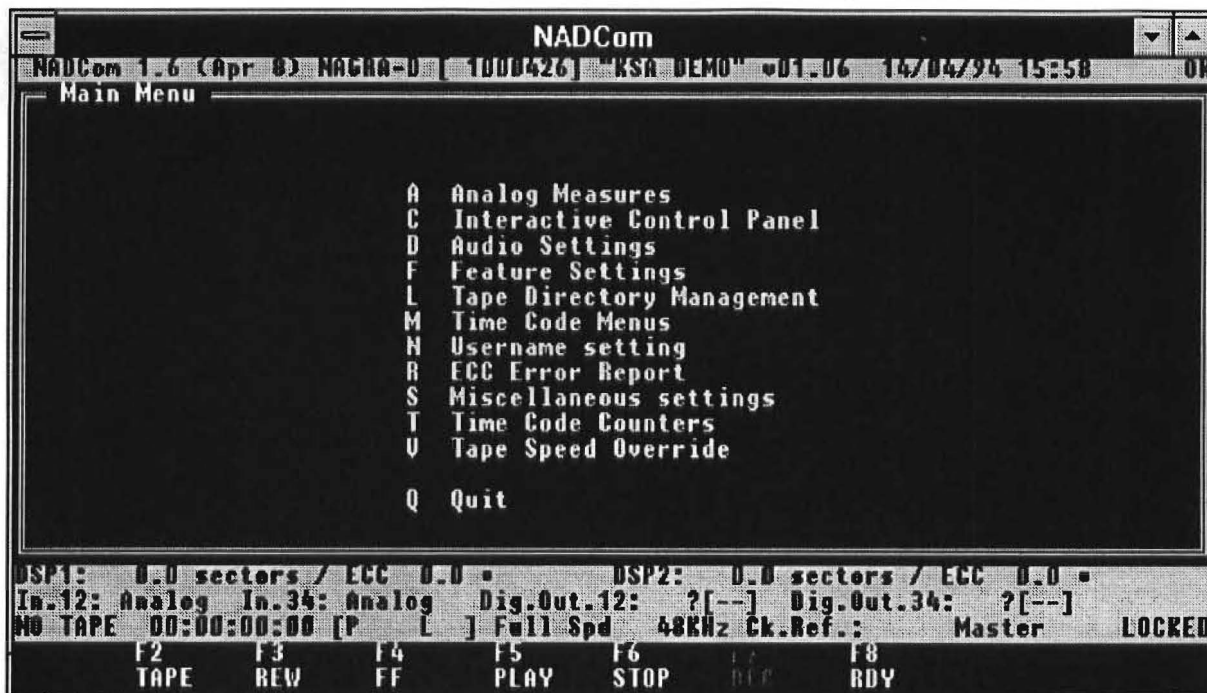 NADCom
NADCom 1.6 (Apr 8) NAGRA-D [ 1000426] "KSA DEMO" v01.06 14/04/94 15:58 OK
Main Menu
A Analog Measures
C Interactive Control Panel
D Audio Settings
F Feature Settings
L Tape Directory Management
M Time Code Menus
N Username setting
R ECC Error Report
S Miscellaneous settings
T Time Code Counters
V Tape Speed Override
Q Quit
DSP1: 0.0 sectors / ECC 0.0 DSP2: 0.0 sectors / ECC 0.0
In.12: Analog In.34: Analog Dig.Out.12: ?[--] Dig.Out.34: ?[--]
NO TAPE 00:00:00:00 [P L ] Full Spd 48KHz Ck.Ref.: Master LOCKED
F2 F3 F4 F5 F6 F8
TAPE REW FF PLAY STOP RDY